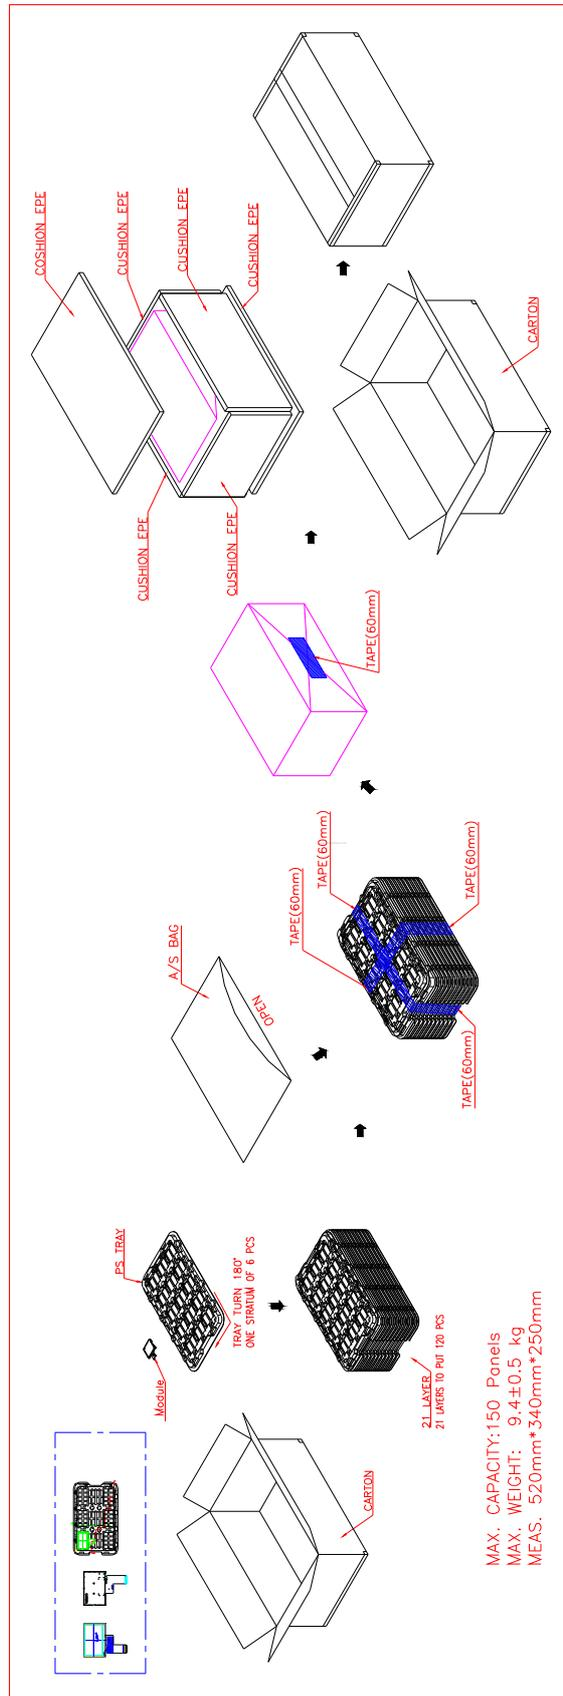 Module
PS TRAY
TRAY TURN 180°
ONE STRATUM OF 6 PCS
21 LAYER
21 LAYERS TO PUT 120 PCS
CARTON
MAX. CAPACITY:150 Panels
MAX. WEIGHT: 9.4±0.5 kg
MEAS. 520mm*340mm*250mm
A/S BAG
OPEN
TAPE(60mm)
TAPE(60mm)
TAPE(60mm)
TAPE(60mm)
TAPE(60mm)
COSHION EPE
CUSHION EPE
CUSHION EPE
CUSHION EPE
CUSHION EPE
CUSHION EPE
CARTON